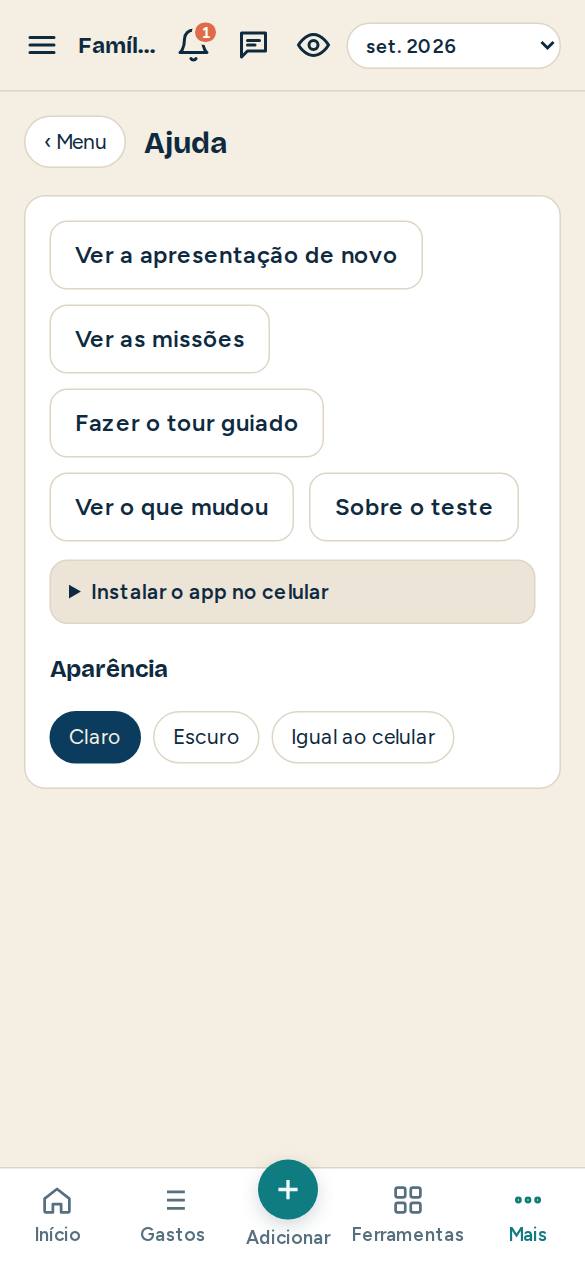 Famíl...
1
set. 2026
‹ Menu
Ajuda
Ver a apresentação de novo
Ver as missões
Fazer o tour guiado
Ver o que mudou
Sobre o teste
Instalar o app no celular
Aparência
Claro
Escuro
Igual ao celular
Início
Gastos
Adicionar
Ferramentas
Mais